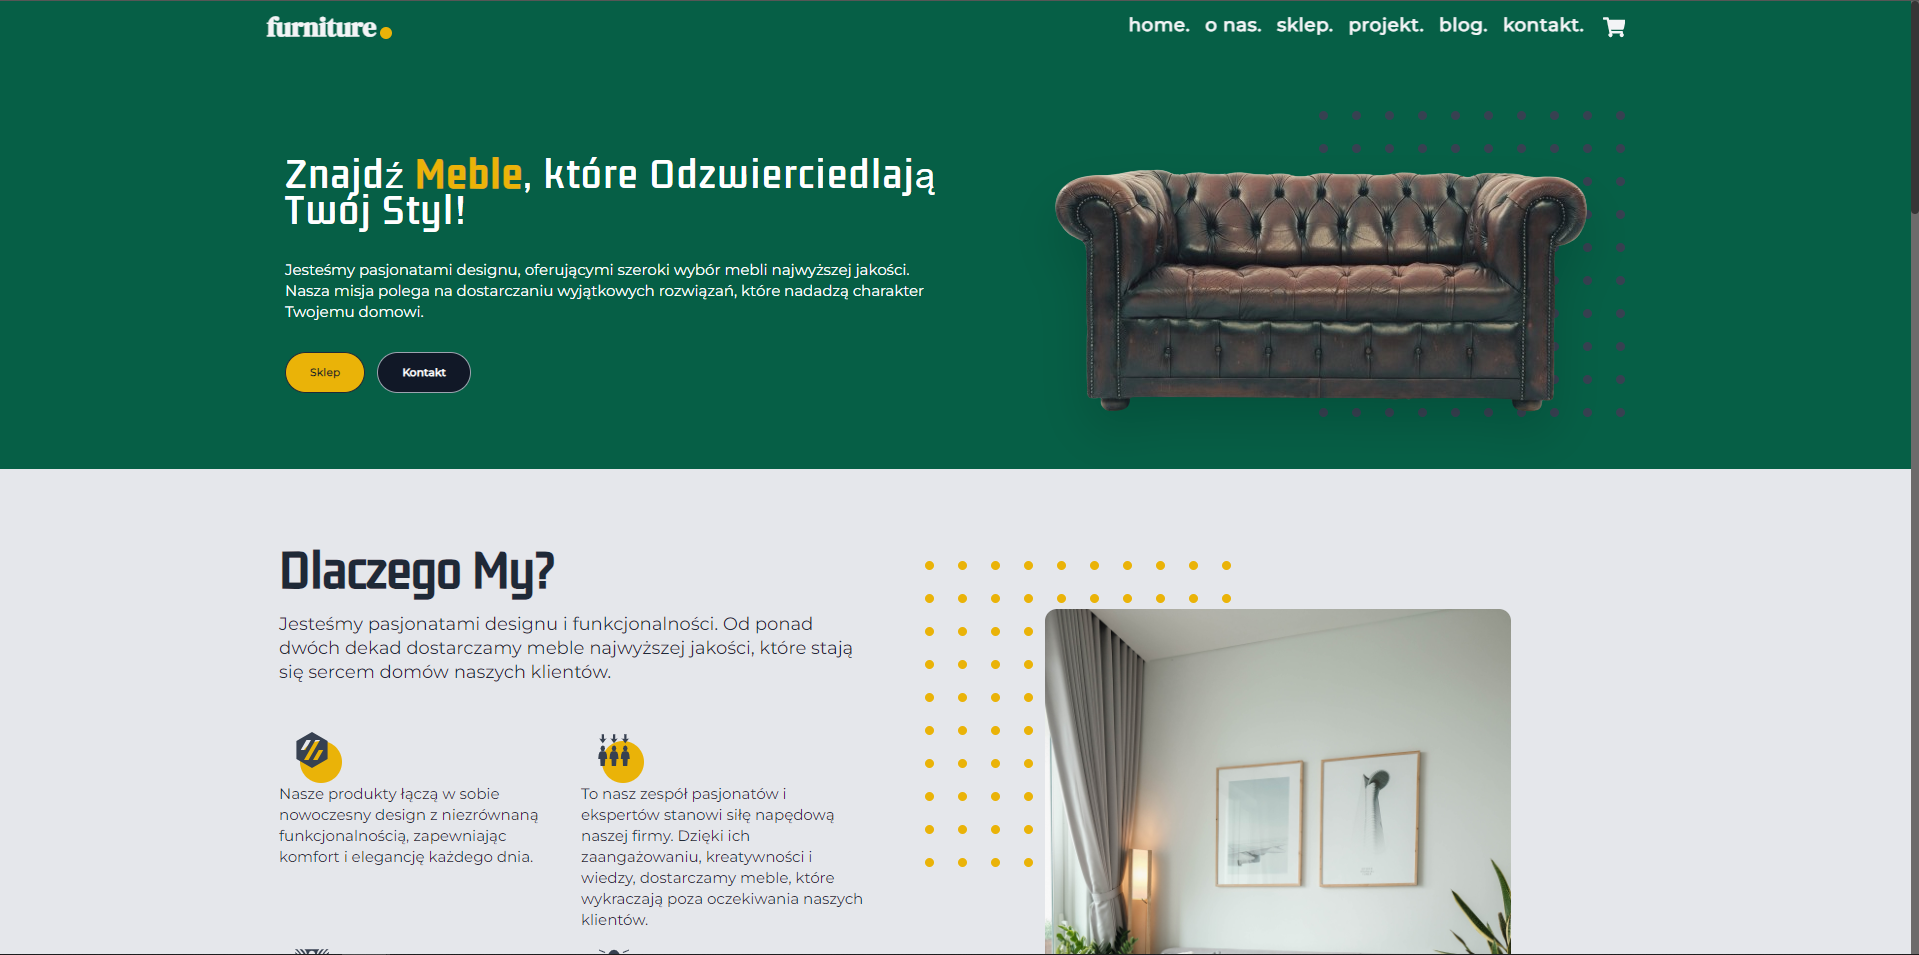 furniture
home. o nas. sklep. projekt. blog. kontakt.
Znajdź Meble, które Odzwierciedlają
Twój Styl!
Jesteśmy pasjonatami designu, oferującymi szeroki wybór mebli najwyższej jakości.
Nasza misja polega na dostarczaniu wyjątkowych rozwiązań, które nadadzą charakter
Twojemu domowi.
Sklep Kontakt
Dlaczego My?
Jesteśmy pasjonatami designu i funkcjonalności. Od ponad
dwóch dekad dostarczamy meble najwyższej jakości, które stają
się sercem domów naszych klientów.
Nasze produkty łączą w sobie
nowoczesny design z niezrównaną
funkcjonalnością, zapewniając
komfort i elegancję każdego dnia.
To nasz zespół pasjonatów i
ekspertów stanowi siłę napędową
naszej firmy. Dzięki ich
zaangażowaniu, kreatywności i
wiedzy, dostarczamy meble, które
wykraczają poza oczekiwania naszych
klientów.